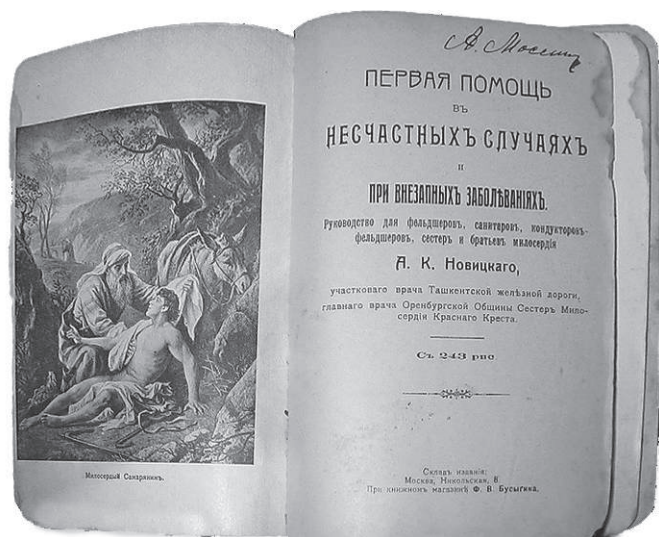 Милосердый Самарянинъ.
А.
ПЕРВАЯ ПОМОЩЬ
ВЪ
НЕСЧАСТНЫХЪ СЛУЧАЯХЪ
И
ПРИ ВНЕЗАПНЫХЪ ЗАБОЛѢВАНІЯХЪ.
Руководство для фельдшеровъ, санитаровъ, кондукторовъ-
фельдшеровъ, сестеръ и братьевъ милосердія
А. К. Новицкаго,
участковаго врача Ташкентской желѣзной дороги,
главнаго врача Оренбургской Общины Сестеръ Мило-
сердія Краснаго Креста.
Съ 243 рис
Складъ изданія:
Москва, Никольская, 8.
При книжномъ магазинѣ Ф. В. Бусыгина.